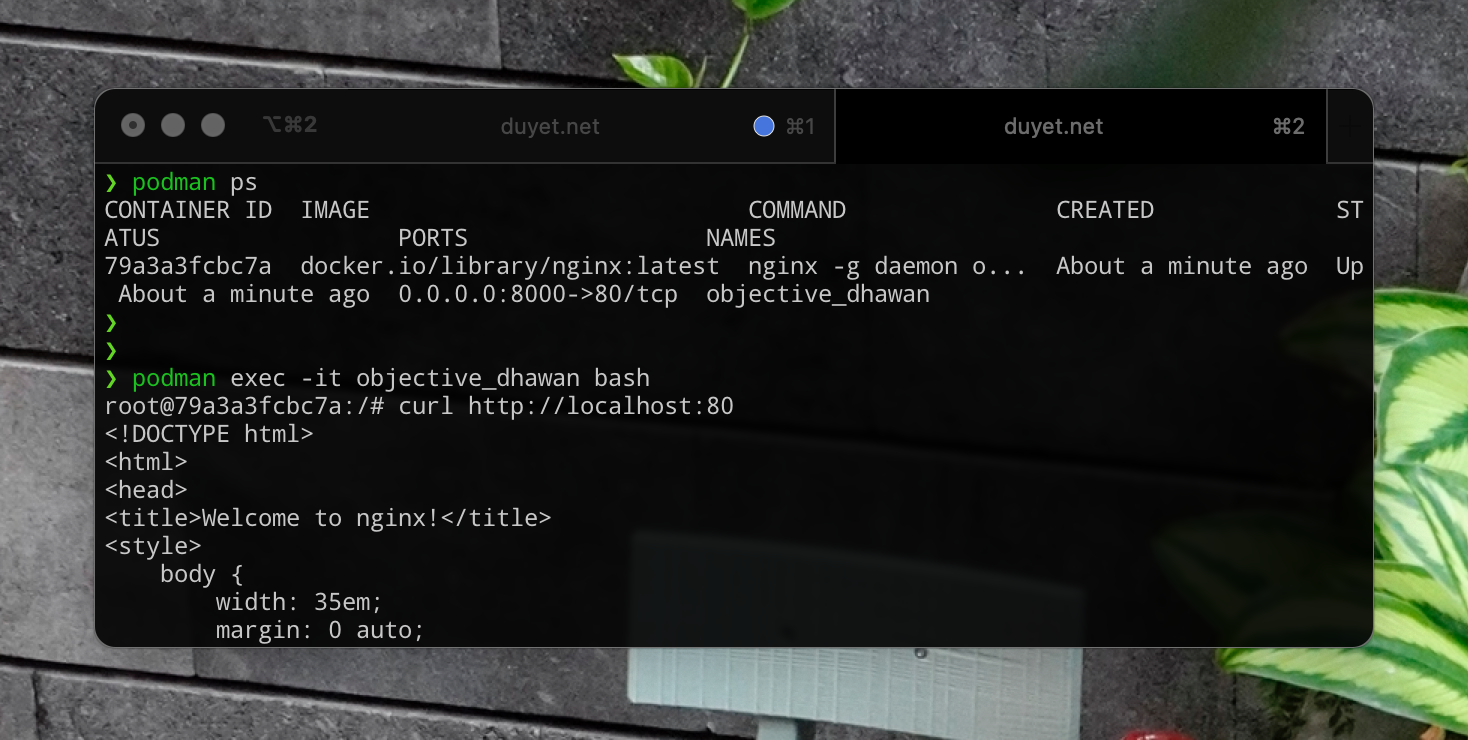 ⌥⌘2 duyet.net ⌘1 duyet.net ⌘2 +
❯ podman ps
CONTAINER ID  IMAGE                           COMMAND               CREATED             ST
ATUS                 PORTS                 NAMES
79a3a3fcbc7a  docker.io/library/nginx:latest  nginx -g daemon o...  About a minute ago  Up
 About a minute ago  0.0.0.0:8000->80/tcp  objective_dhawan
❯
❯
❯ podman exec -it objective_dhawan bash
root@79a3a3fcbc7a:/# curl http://localhost:80
<!DOCTYPE html>
<html>
<head>
<title>Welcome to nginx!</title>
<style>
    body {
        width: 35em;
        margin: 0 auto;